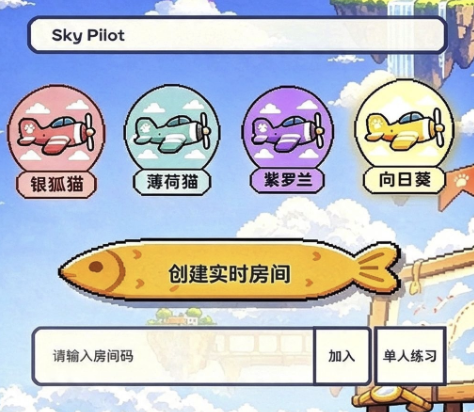 Sky Pilot
银狐猫
薄荷猫
紫罗兰
向日葵
创建实时房间
请输入房间码
加入
单人练习